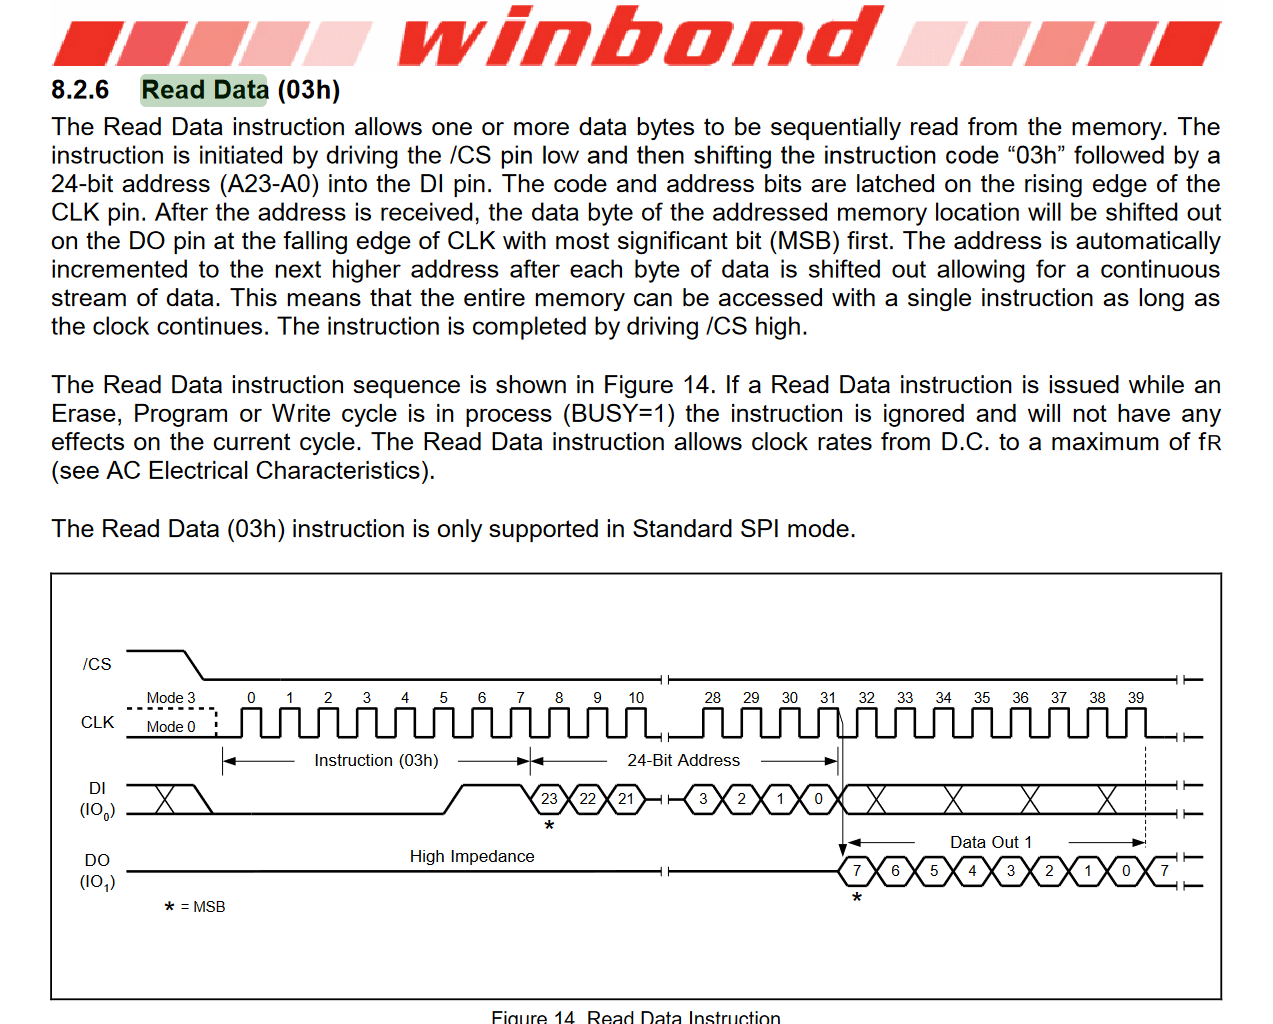 winbond
8.2.6 Read Data (03h)
The Read Data instruction allows one or more data bytes to be sequentially read from the memory. The
instruction is initiated by driving the /CS pin low and then shifting the instruction code “03h” followed by a
24-bit address (A23-A0) into the DI pin. The code and address bits are latched on the rising edge of the
CLK pin. After the address is received, the data byte of the addressed memory location will be shifted out
on the DO pin at the falling edge of CLK with most significant bit (MSB) first. The address is automatically
incremented to the next higher address after each byte of data is shifted out allowing for a continuous
stream of data. This means that the entire memory can be accessed with a single instruction as long as
the clock continues. The instruction is completed by driving /CS high.
The Read Data instruction sequence is shown in Figure 14. If a Read Data instruction is issued while an
Erase, Program or Write cycle is in process (BUSY=1) the instruction is ignored and will not have any
effects on the current cycle. The Read Data instruction allows clock rates from D.C. to a maximum of fR
(see AC Electrical Characteristics).
The Read Data (03h) instruction is only supported in Standard SPI mode.
/CS
Mode 3 0 1 2 3 4 5 6 7 8 9 10 28 29 30 31 32 33 34 35 36 37 38 39
CLK
Mode 0
Instruction (03h) 24-Bit Address
DI
(IO0)
23 22 21 3 2 1 0
*
Data Out 1
High Impedance
DO
(IO1)
7 6 5 4 3 2 1 0 7
*
* = MSB
Figure 14. Read Data Instruction